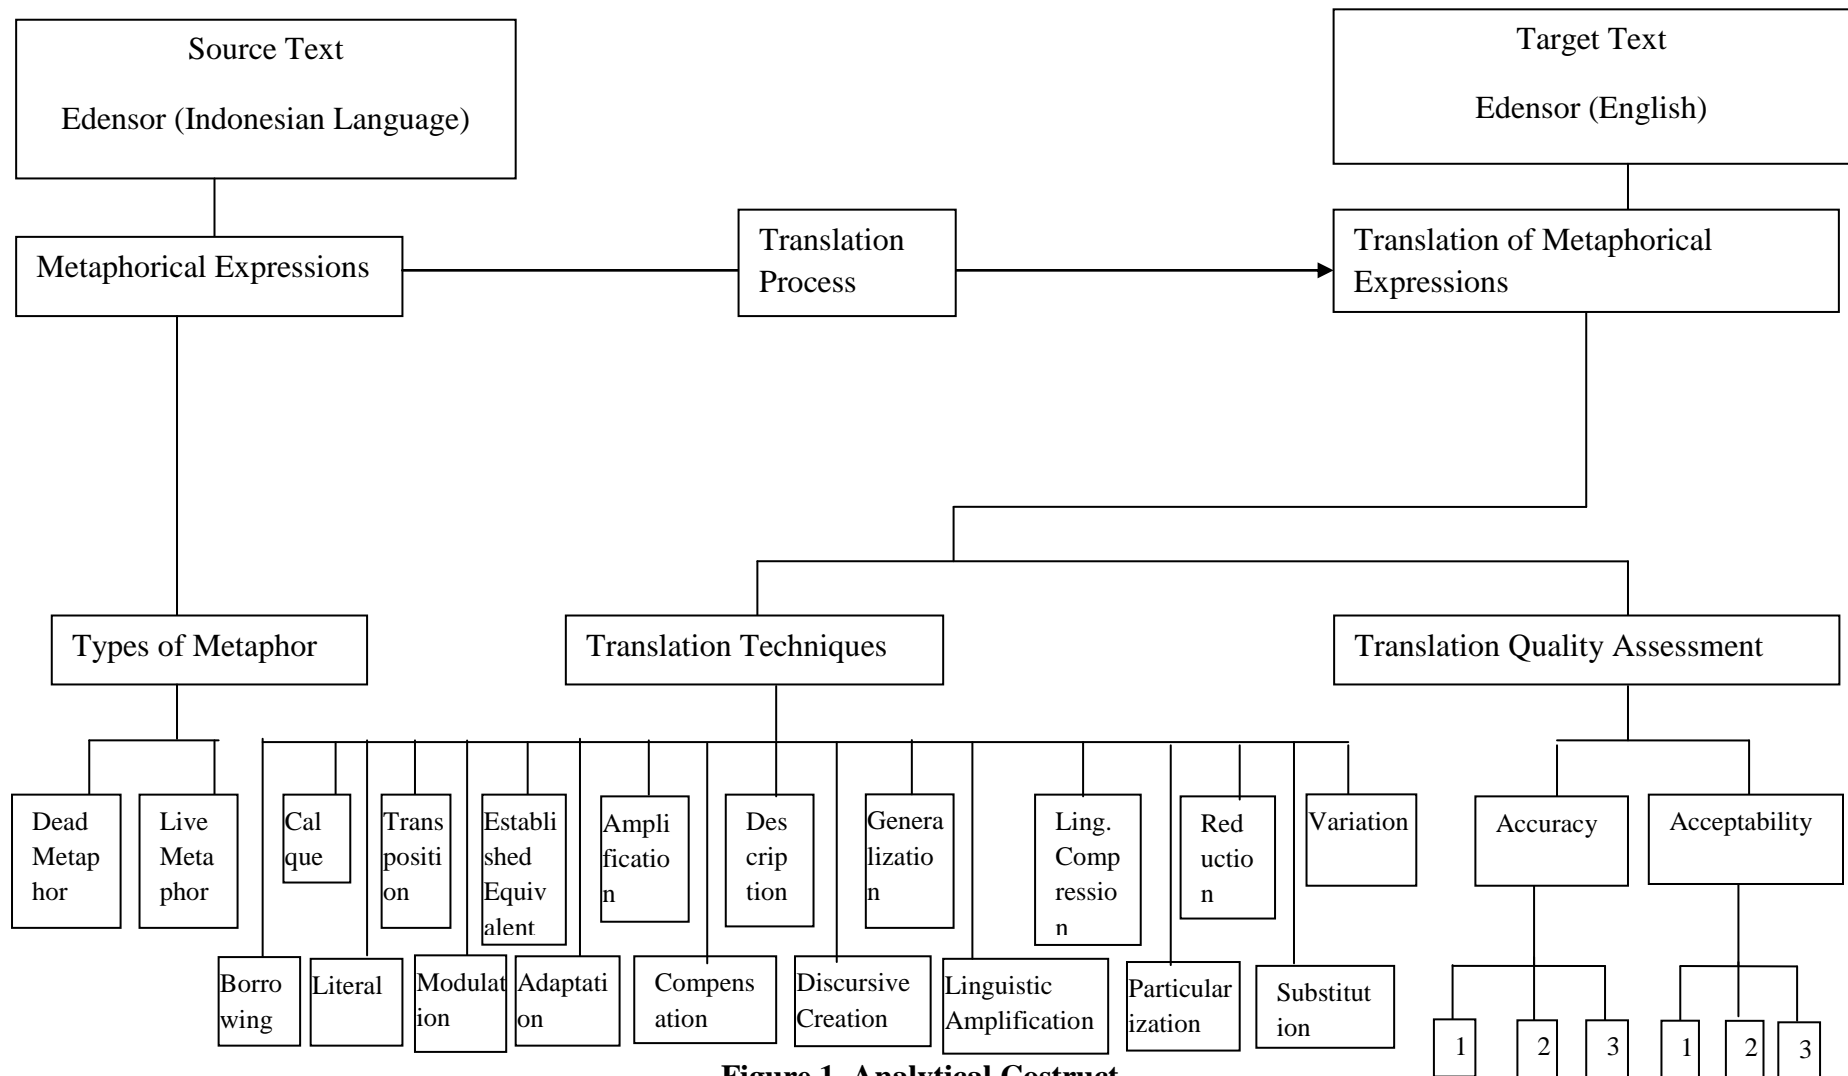 Source Text
Edensor (Indonesian Language)
Target Text
Edensor (English)
Metaphorical Expressions
Translation
Process
Translation of Metaphorical
Expressions
Types of Metaphor
Translation Techniques
Translation Quality Assessment
Dead
Metap
hor
Live
Meta
phor
Cal
que
Trans
positi
on
Establi
shed
Equiv
alent
Ampli
ficatio
n
Des
crip
tion
Genera
lizatio
n
Ling.
Comp
ressio
n
Red
uctio
n
Variation
Accuracy
Acceptability
Borro
wing
Literal
Modulat
ion
Adaptati
on
Compens
ation
Discursive
Creation
Linguistic
Amplification
Particular
ization
Substitut
ion
1
2
3
1
2
3
Figure 1. Analytical Costruct